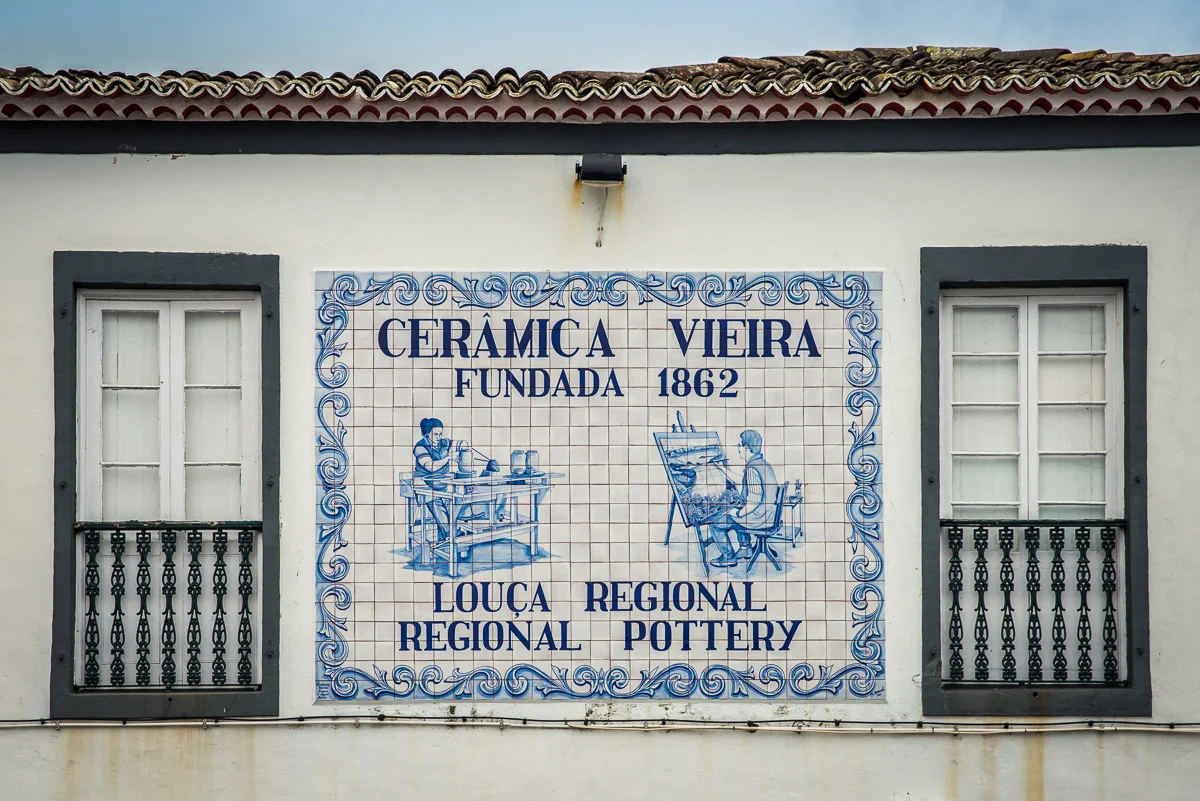 CERÂMICA VIEIRA
FUNDADA 1862
LOUÇA REGIONAL
REGIONAL POTTERY